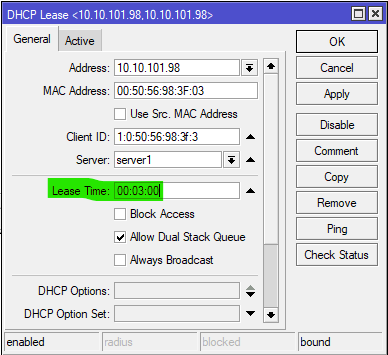 DHCP Lease <10.10.101.98,10.10.101.98>
General Active
Address: 10.10.101.98
MAC Address: 00:50:56:98:3F:03
Use Src. MAC Address
Client ID: 1:0:50:56:98:3f:3
Server: server1
Lease Time: 00:03:00
Block Access
Allow Dual Stack Queue
Always Broadcast
DHCP Options:
DHCP Option Set:
OK
Cancel
Apply
Disable
Comment
Copy
Remove
Ping
Check Status
enabled radius blocked bound